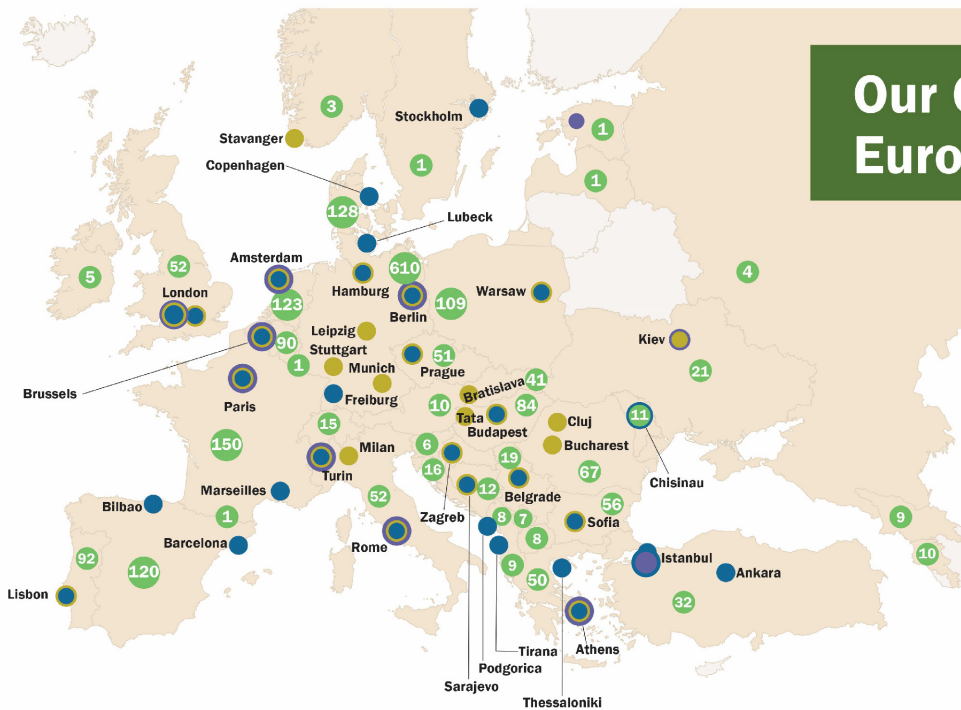 Our
Euro
3
Stockholm
1
Stavanger
Copenhagen
1
1
128
Lubeck
5
52
Amsterdam
610
4
London
123
Hamburg
Berlin
109
Warsaw
Leipzig
Kiev
90
Stuttgart
51
1
Munich
Prague
21
Brussels
Bratislava
41
Paris
Freiburg
10
Tata
84
Budapest
11
15
Cluj
150
6
Milan
Bucharest
Turin
16
19
67
Chisinau
Marseilles
52
12
Belgrade
56
Bilbao
1
Zagreb
8
7
Sofia
9
Barcelona
Rome
8
92
120
9
Istanbul
10
50
Ankara
Lisbon
32
Tirana
Athens
Podgorica
Sarajevo
Thessaloniki